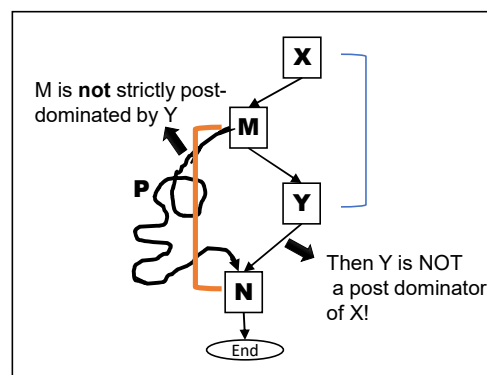 X
M is not strictly post-
dominated by Y
M
P
Y
Then Y is NOT
a post dominator
of X!
N
End